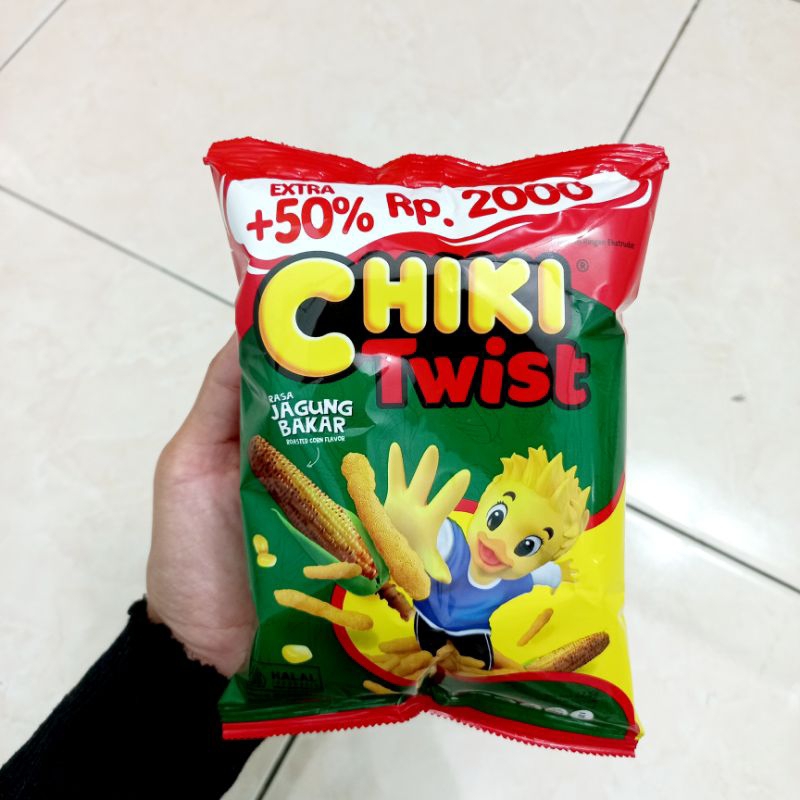 EXTRA
+50% Rp. 2000
CHIKI®
Twist
RASA
JAGUNG
BAKAR
ROASTED CORN FLAVOR
HALAL